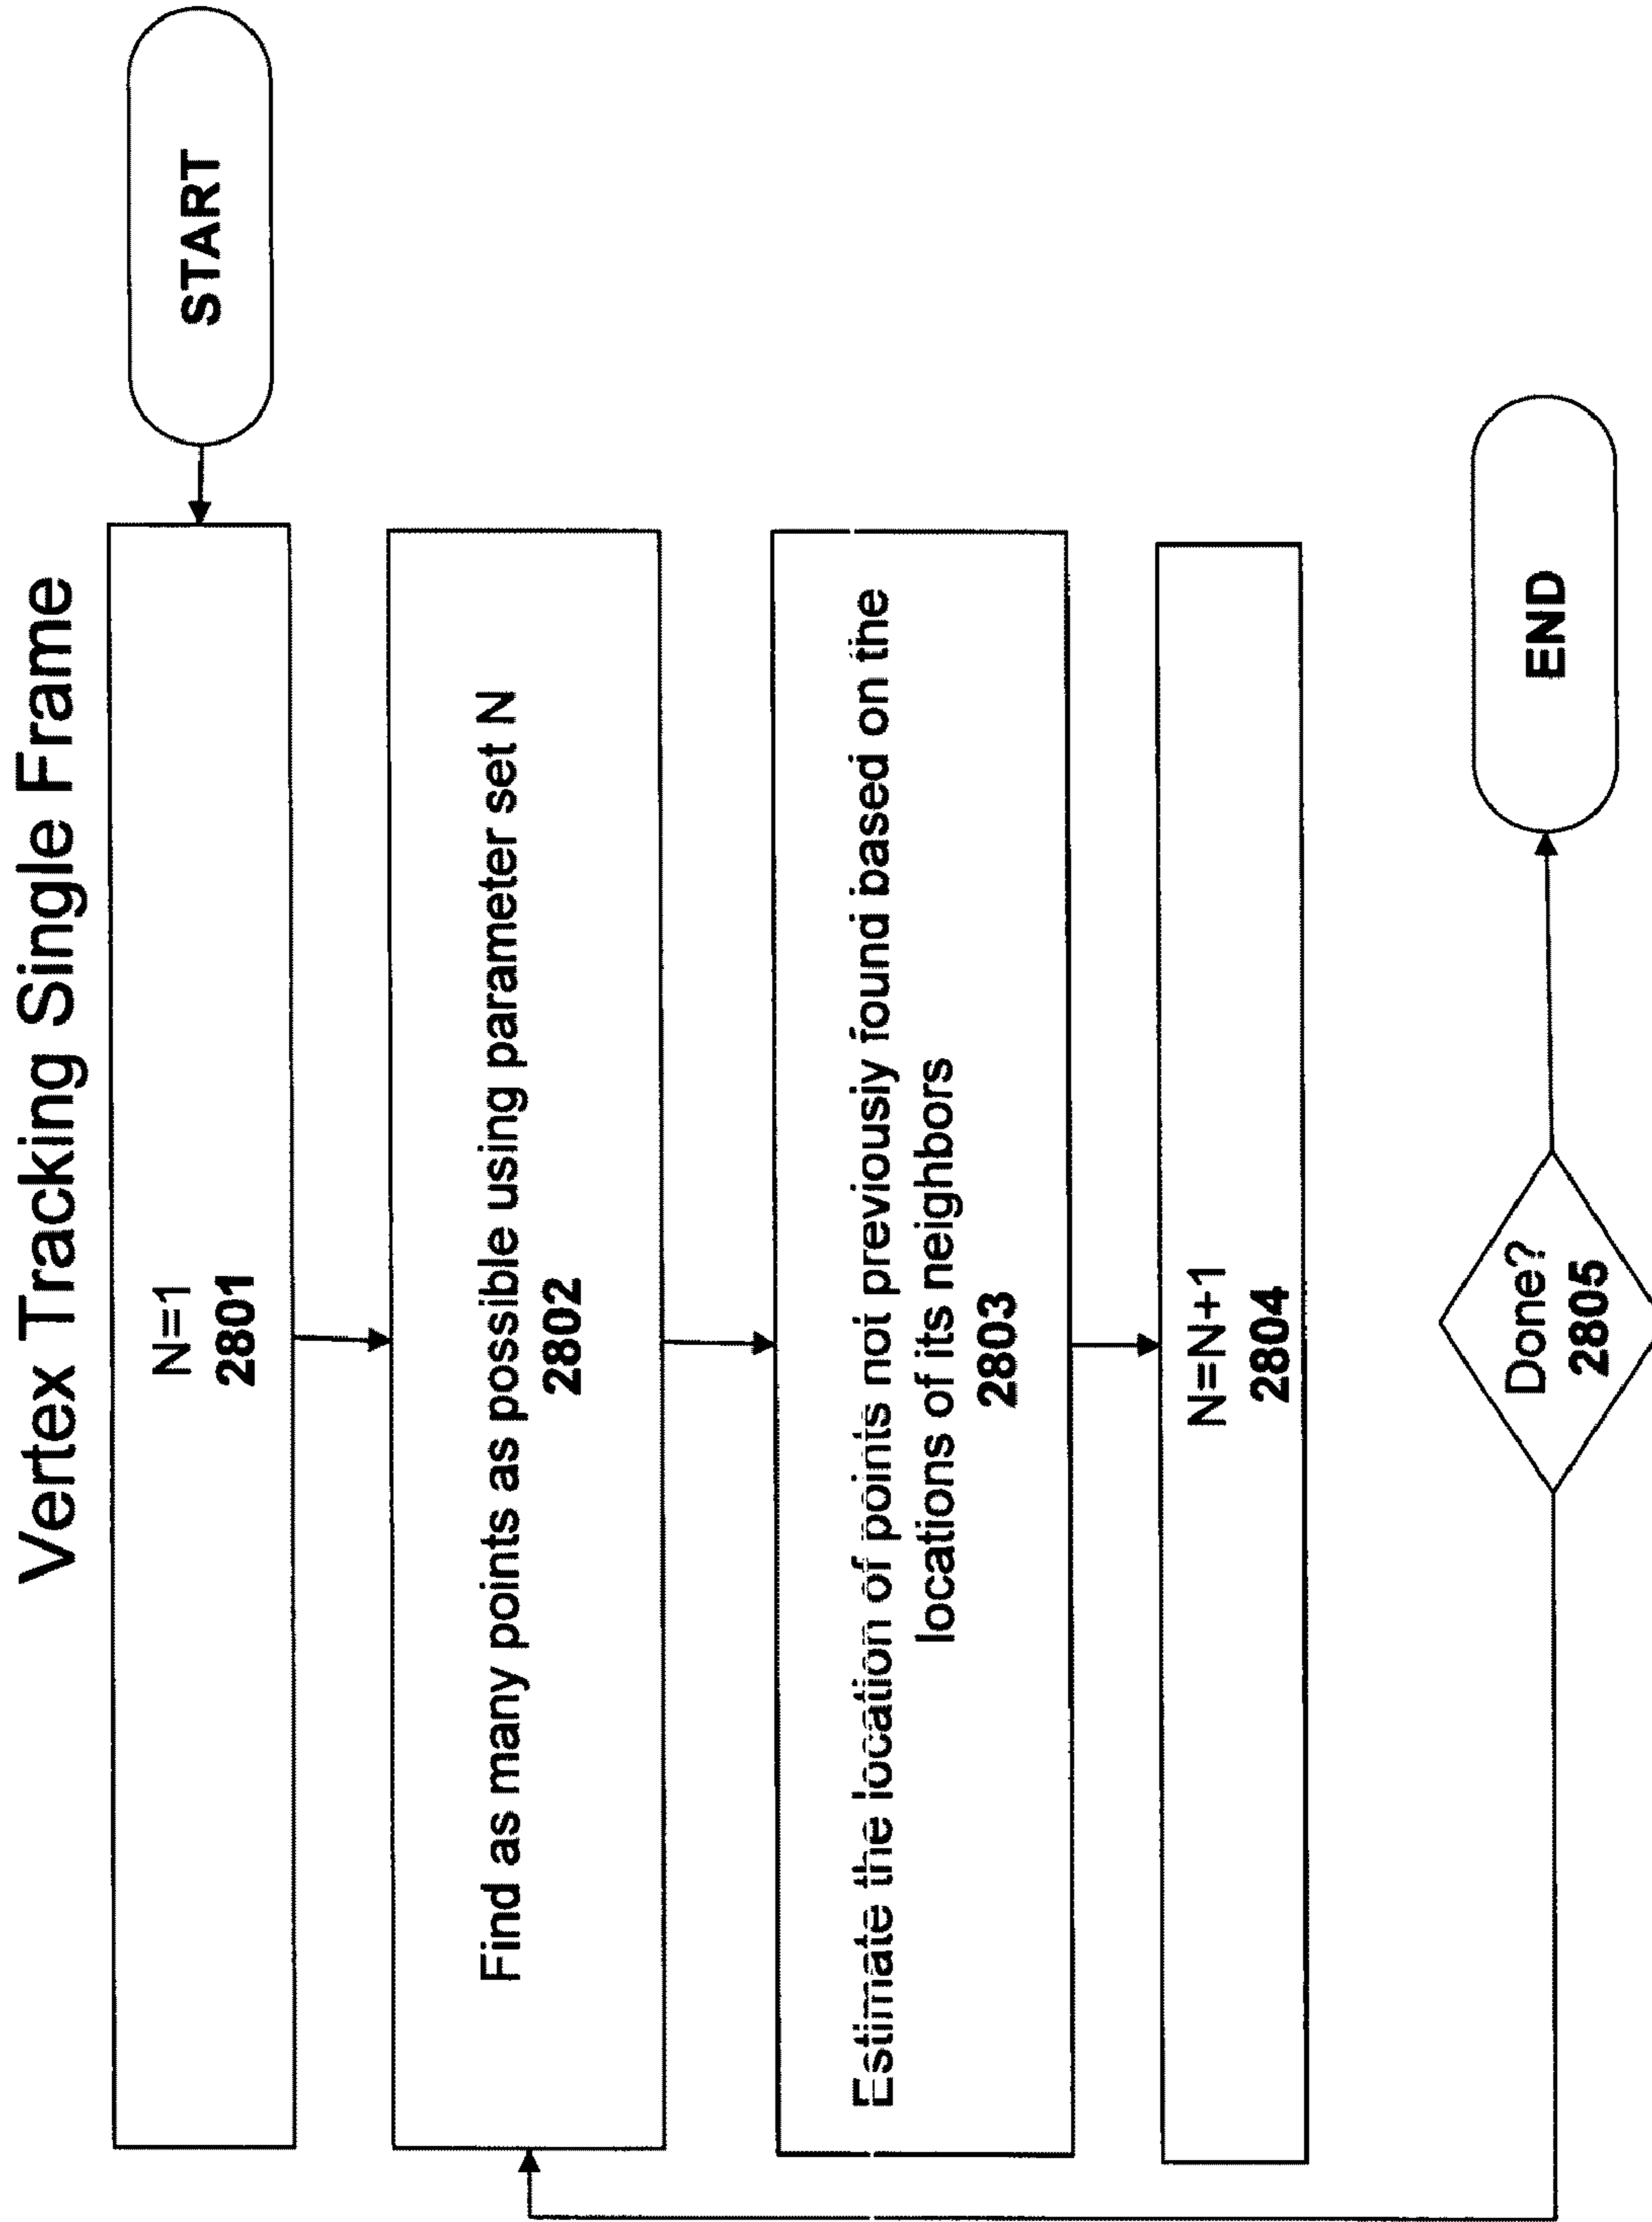 Vertex Tracking Single Frame
START
N=1
2801
Find as many points as possible using parameter set N
2802
Estimate the location of points not previously found based on the
locations of its neighbors
2803
N=N+1
2804
Done?
2805
END